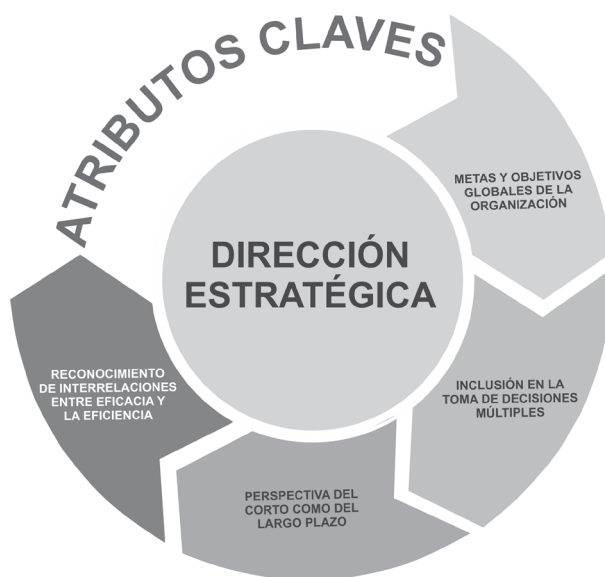 ATRIBUTOS CLAVES
DIRECCIÓN
ESTRATÉGICA
METAS Y OBJETIVOS
GLOBALES DE LA
ORGANIZACIÓN
INCLUSIÓN EN LA
TOMA DE DECISIONES
MÚLTIPLES
PERSPECTIVA DEL
CORTO COMO DEL
LARGO PLAZO
RECONOCIMIENTO
DE INTERRELACIONES
ENTRE EFICACIA Y
LA EFICIENCIA